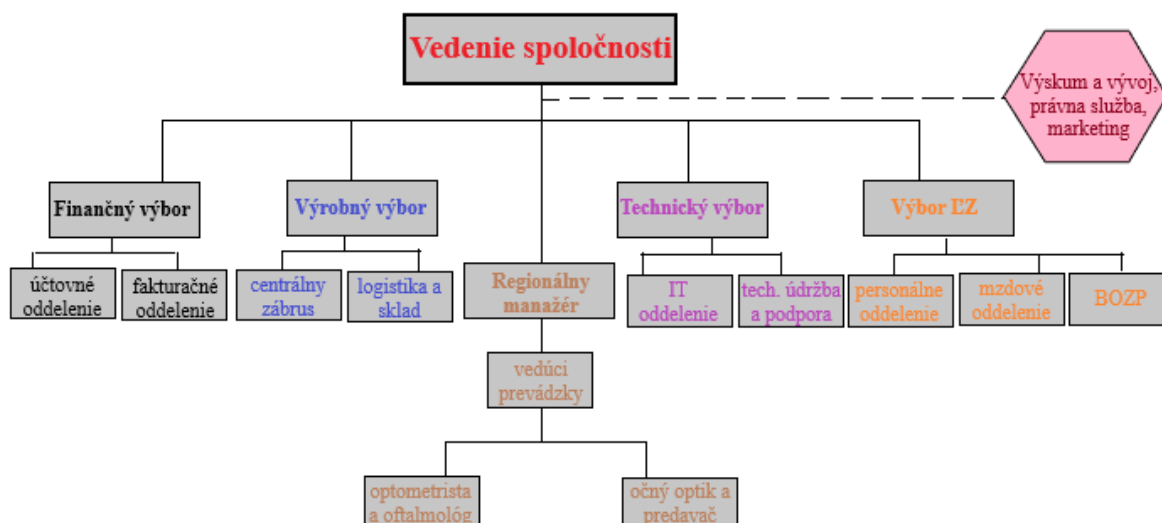 Vedenie spoločnosti
Výskum a vývoj,
právna služba,
marketing
Finančný výbor
Výrobný výbor
Technický výbor
Výbor ĽZ
účtovné
oddelenie
fakturačné
oddelenie
centrálny
zábrus
logistika a
sklad
Regionálny
manažér
IT
oddelenie
tech. údržba
a podpora
personálne
oddelenie
mzdové
oddelenie
BOZP
vedúci
prevádzky
optometrista
a oftalmológ
očný optik a
predavač